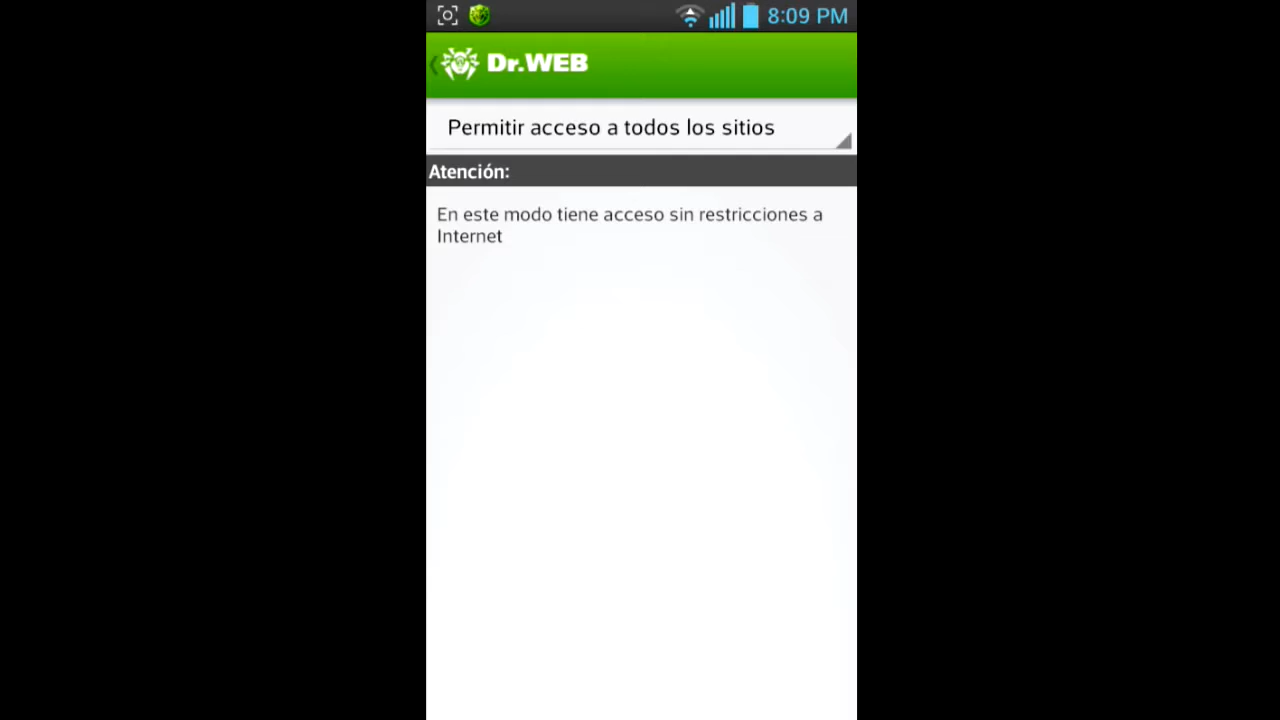 8:09 PM
Dr.WEB
Permitir acceso a todos los sitios
Atención:
En este modo tiene acceso sin restricciones a
Internet